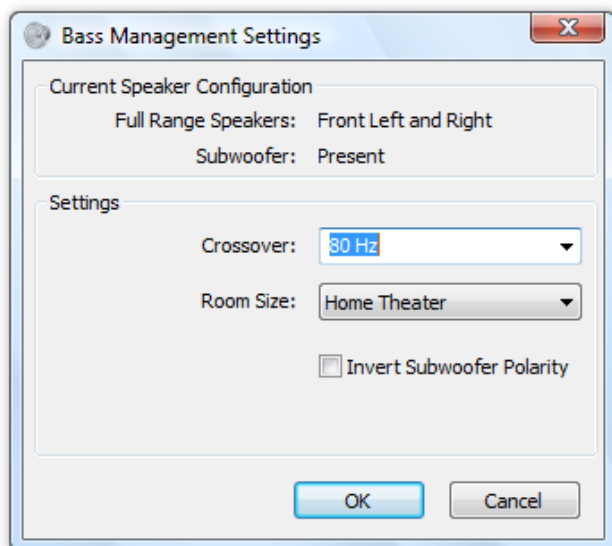 Bass Management Settings
Current Speaker Configuration
Full Range Speakers: Front Left and Right
Subwoofer: Present
Settings
Crossover: 80 Hz
Room Size: Home Theater
Invert Subwoofer Polarity
OK Cancel